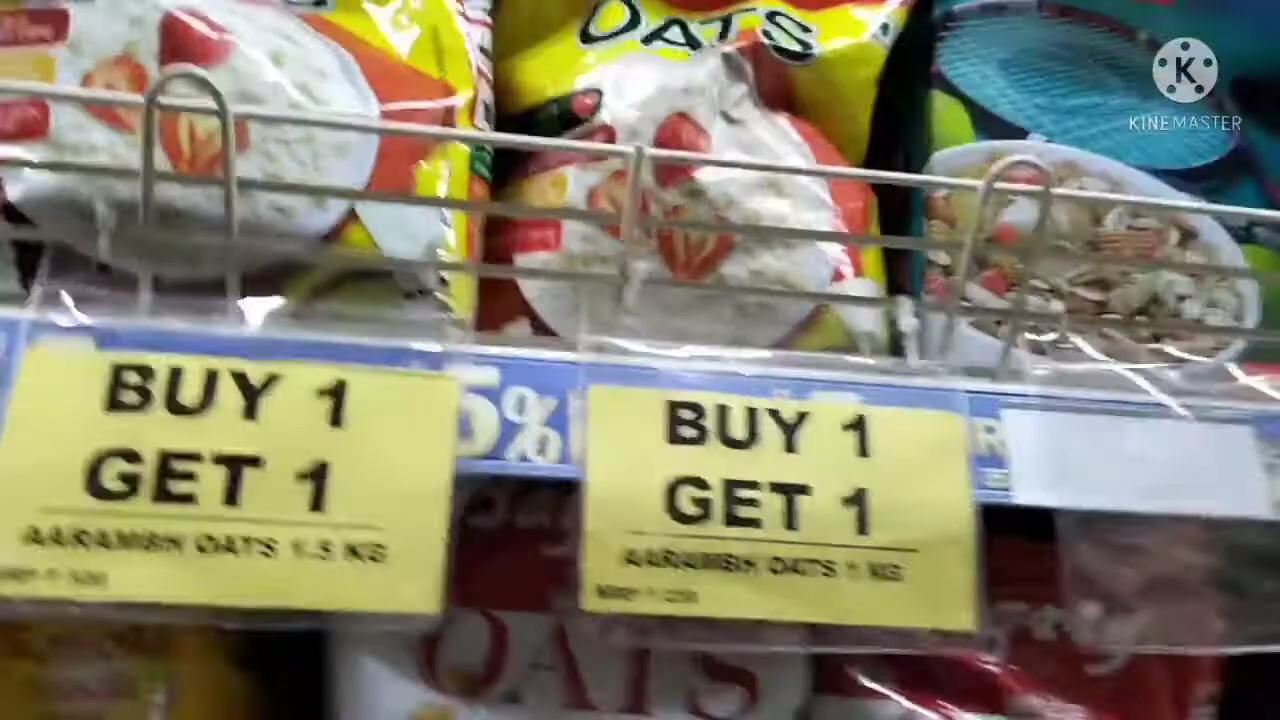 OATS
K
KINEMASTER
BUY 1
GET 1
AARAMBH OATS 1.5 KG
5%
BUY 1
GET 1
AARAMBH OATS 1 KG
R
OATS